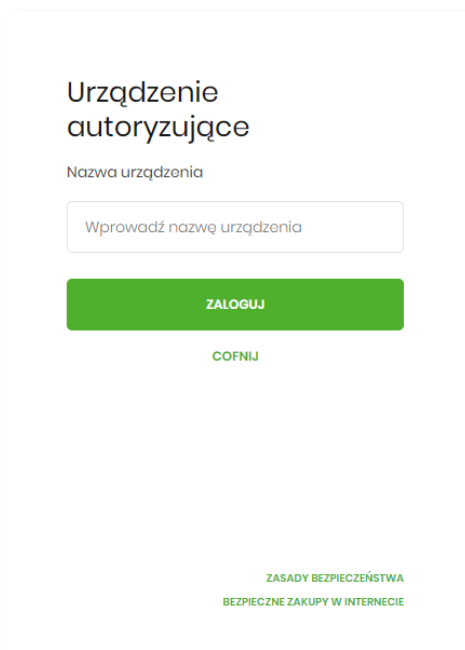 Urządzenie
autoryzujące
Nazwa urządzenia
Wprowadź nazwę urządzenia
ZALOGUJ
COFNIJ
ZASADY BEZPIECZEŃSTWA
BEZPIECZNE ZAKUPY W INTERNECIE